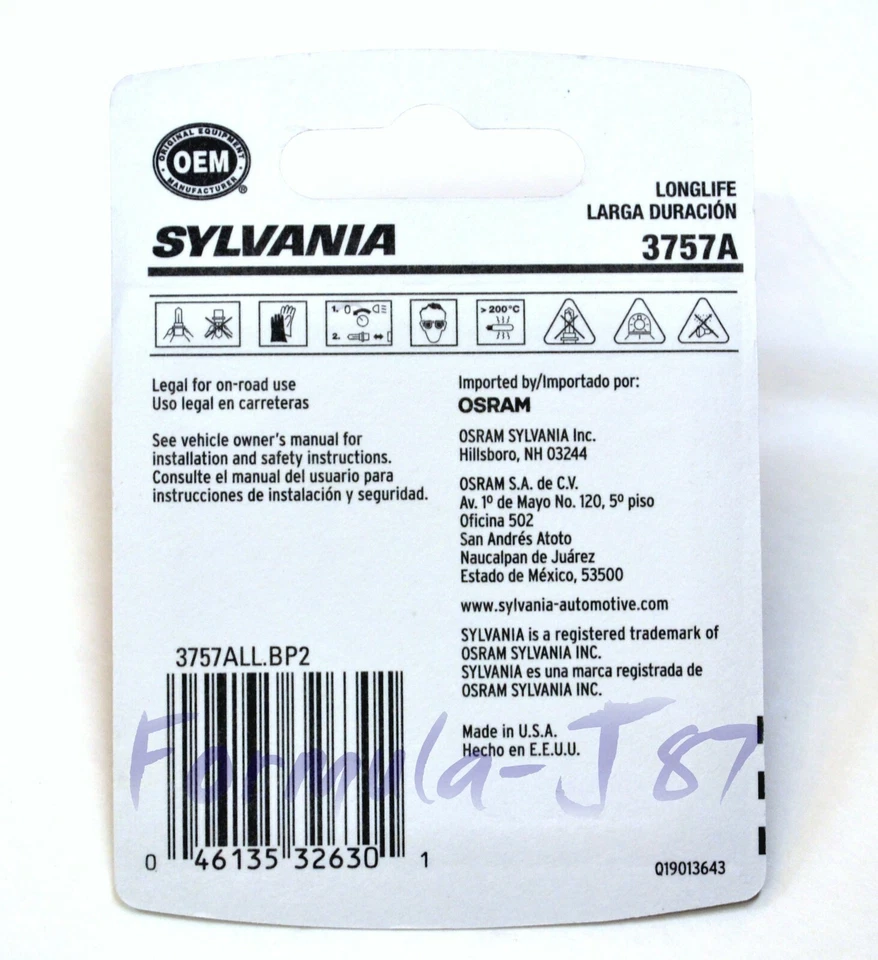 ORIGINAL EQUIPMENT
OEM
MANUFACTURER
®
LONGLIFE
LARGA DURACIÓN
SYLVANIA
3757A
1.
2.
> 200°C
Legal for on-road use
Uso legal en carreteras
See vehicle owner's manual for
installation and safety instructions.
Consulte el manual del usuario para
instrucciones de instalación y seguridad.
Imported by/Importado por:
OSRAM
OSRAM SYLVANIA Inc.
Hillsboro, NH 03244
OSRAM S.A. de C.V.
Av. 1º de Mayo No. 120, 5º piso
Oficina 502
San Andrés Atoto
Naucalpan de Juárez
Estado de México, 53500
www.sylvania-automotive.com
SYLVANIA is a registered trademark of
OSRAM SYLVANIA INC.
SYLVANIA es una marca registrada de
OSRAM SYLVANIA INC.
Made in U.S.A.
Hecho en E.E.U.U.
3757ALL.BP2
Formula-J87
0 46135 32630 1
Q19013643